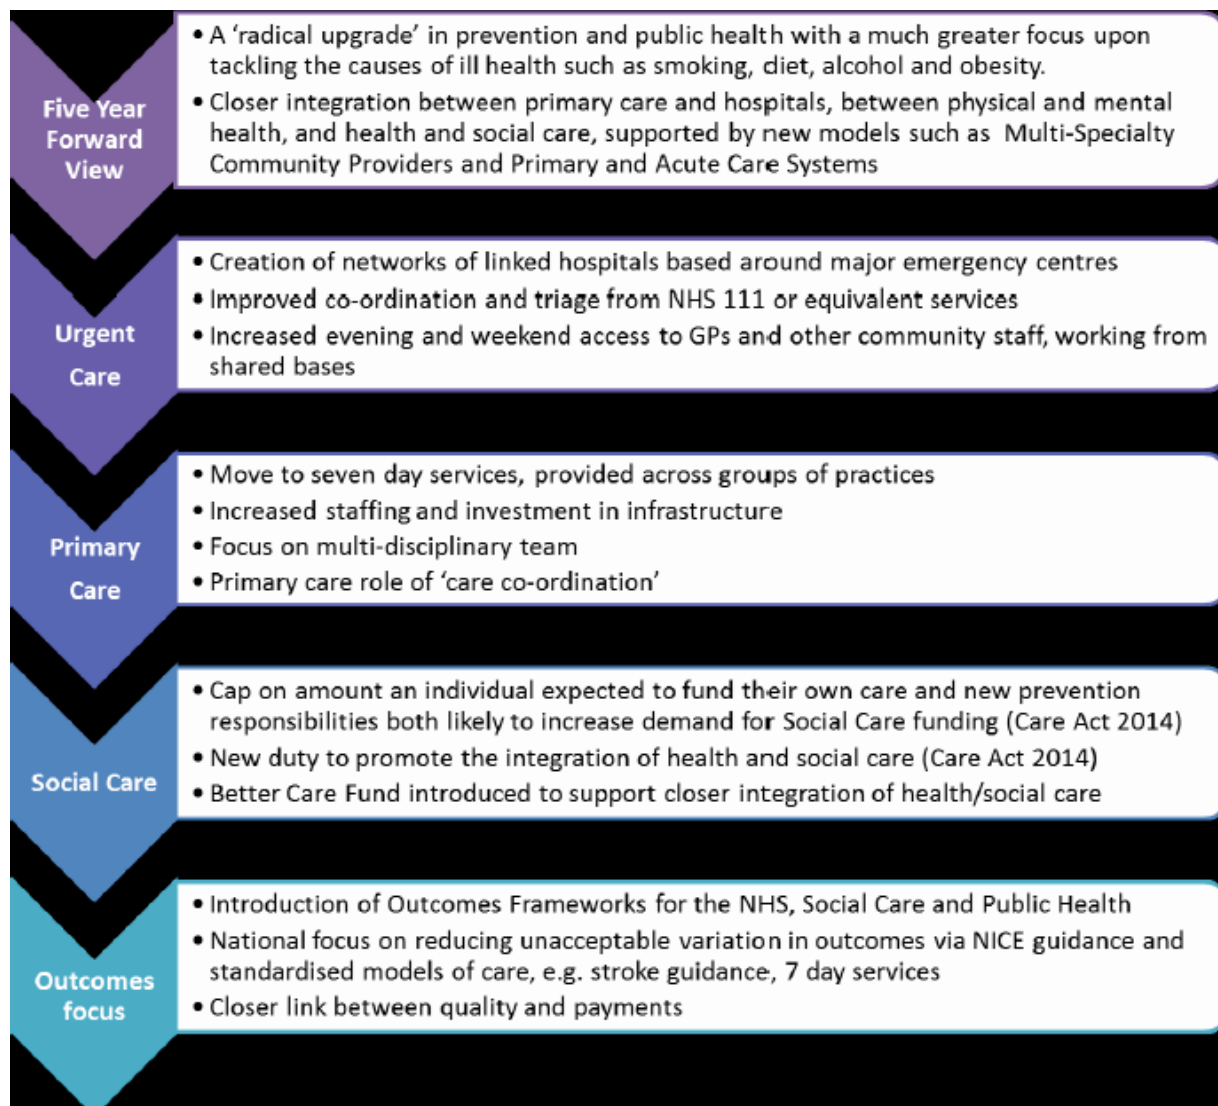 Five Year
Forward
View
• A ‘radical upgrade’ in prevention and public health with a much greater focus upon
tackling the causes of ill health such as smoking, diet, alcohol and obesity.
• Closer integration between primary care and hospitals, between physical and mental
health, and health and social care, supported by new models such as Multi-Specialty
Community Providers and Primary and Acute Care Systems
Urgent
Care
• Creation of networks of linked hospitals based around major emergency centres
• Improved co-ordination and triage from NHS 111 or equivalent services
• Increased evening and weekend access to GPs and other community staff, working from
shared bases
Primary
Care
• Move to seven day services, provided across groups of practices
• Increased staffing and investment in infrastructure
• Focus on multi-disciplinary team
• Primary care role of ‘care co-ordination’
Social Care
• Cap on amount an individual expected to fund their own care and new prevention
responsibilities both likely to increase demand for Social Care funding (Care Act 2014)
• New duty to promote the integration of health and social care (Care Act 2014)
• Better Care Fund introduced to support closer integration of health/social care
Outcomes
focus
• Introduction of Outcomes Frameworks for the NHS, Social Care and Public Health
• National focus on reducing unacceptable variation in outcomes via NICE guidance and
standardised models of care, e.g. stroke guidance, 7 day services
• Closer link between quality and payments